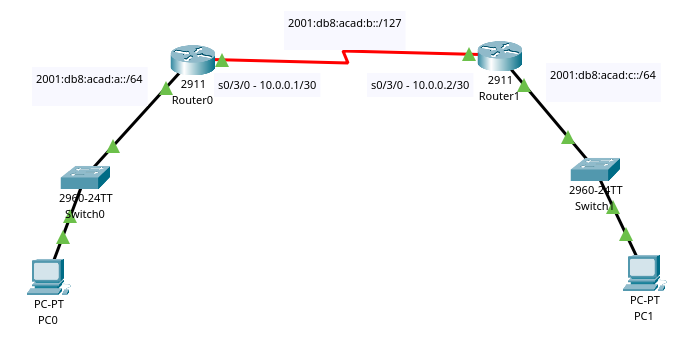 2001:db8:acad:b::/127
2001:db8:acad:a::/64
2911
Router0
s0/3/0 - 10.0.0.1/30
s0/3/0 - 10.0.0.2/30
2911
Router1
2001:db8:acad:c::/64
2960-24TT
Switch0
2960-24TT
Switch1
PC-PT
PC0
PC-PT
PC1